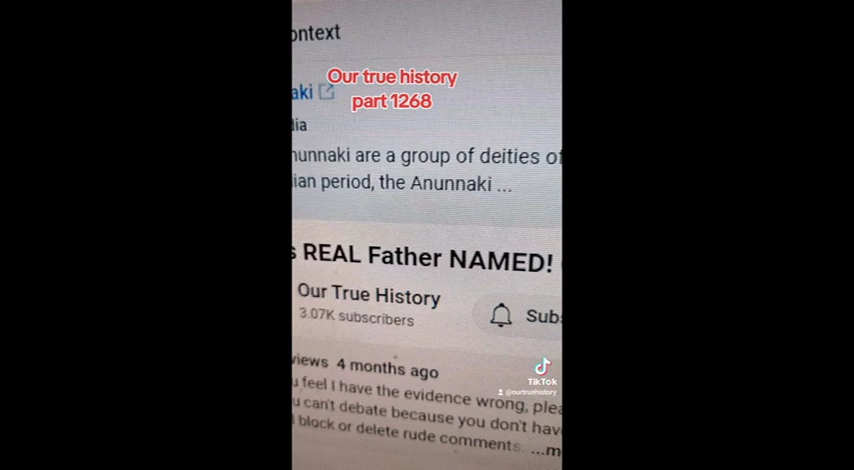 ontext
Our true history
part 1268
aki
dia
nunnaki are a group of deities of
ian period, the Anunnaki ...
s REAL Father NAMED!
Our True History
3.07K subscribers
Subs
views 4 months ago
u feel I have the evidence wrong, plea
u can't debate because you don't hav
l block or delete rude comments. ...m
TikTok
@ourtruehistory